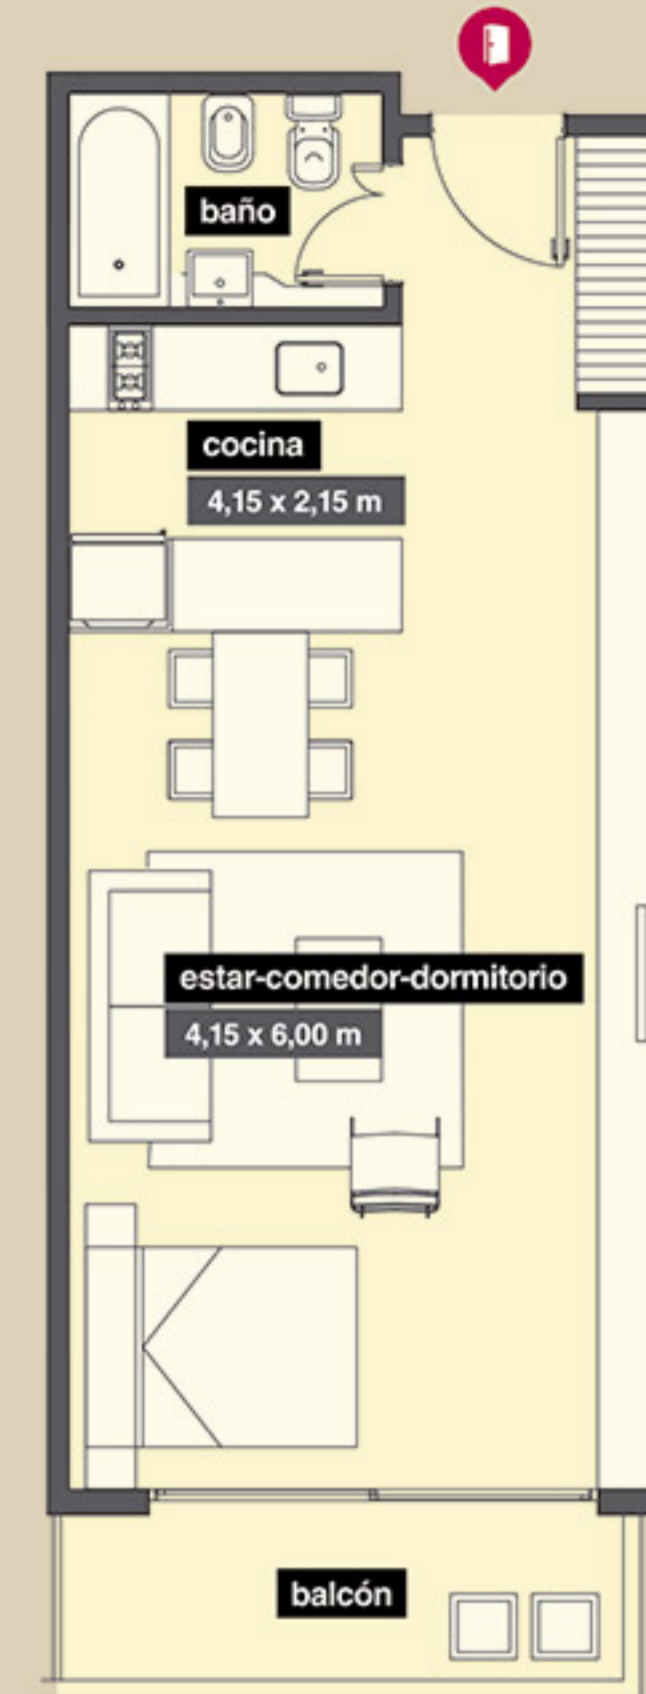 baño
cocina
4,15 x 2,15 m
estar-comedor-dormitorio
4,15 x 6,00 m
balcón